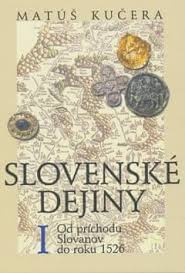 MATÚŠ KUČERA
SLOVENSKÉ
DEJINY
I
Od príchodu
Slovanov
do roku 1526